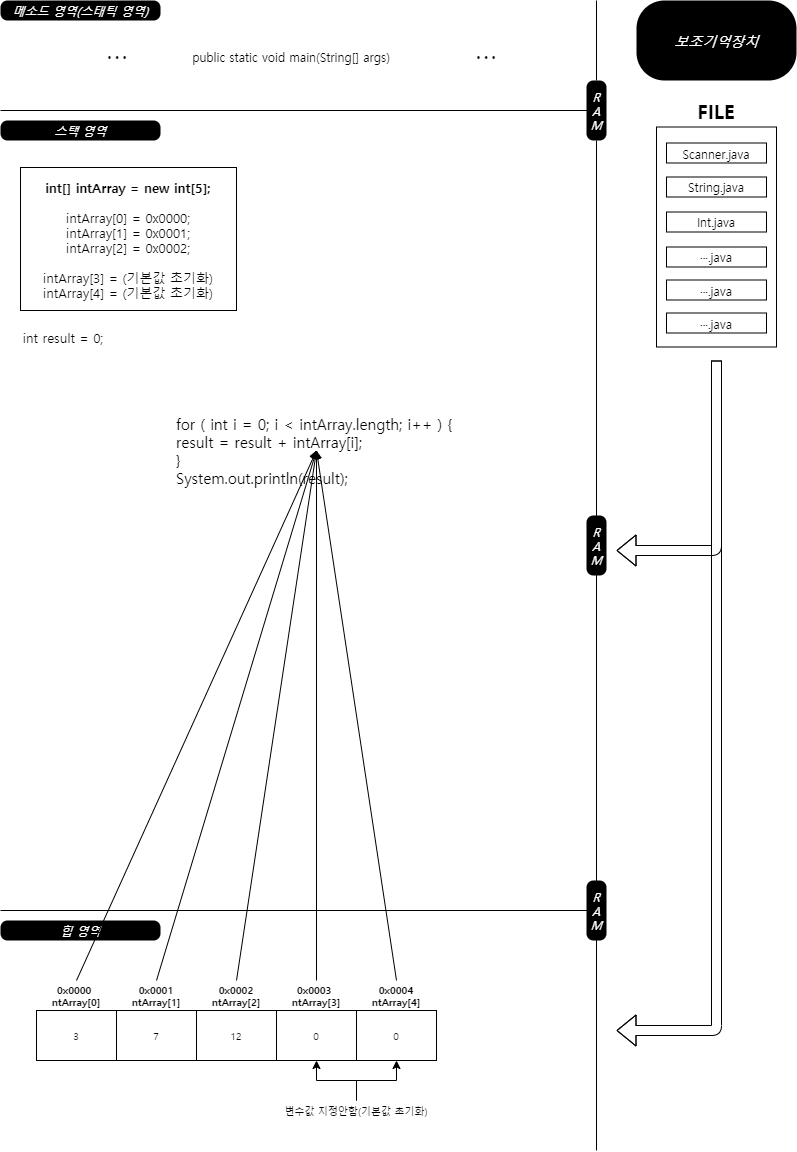 메소드 영역(스태틱 영역)
보조기억장치
··· public static void main(String[] args) ···
R
A
M
FILE
스택 영역
Scanner.java
String.java
Int.java
···.java
···.java
···.java
int[] intArray = new int[5];
intArray[0] = 0x0000;
intArray[1] = 0x0001;
intArray[2] = 0x0002;
intArray[3] = (기본값 초기화)
intArray[4] = (기본값 초기화)
int result = 0;
for ( int i = 0; i < intArray.length; i++ ) {
result = result + intArray[i];
}
System.out.println(result);
R
A
M
R
A
M
힙 영역
0x0000
ntArray[0]
0x0001
ntArray[1]
0x0002
ntArray[2]
0x0003
ntArray[3]
0x0004
ntArray[4]
3 7 12 0 0
변수값 지정안함(기본값 초기화)